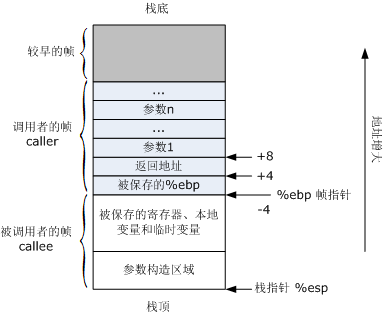 栈底
较早的帧
...
参数n
调用者的帧
caller
...
参数1
+8
返回地址
+4
被保存的%ebp
%ebp 帧指针
-4
被保存的寄存器、本地
变量和临时变量
被调用者的帧
callee
参数构造区域
栈指针 %esp
栈顶
地址增大